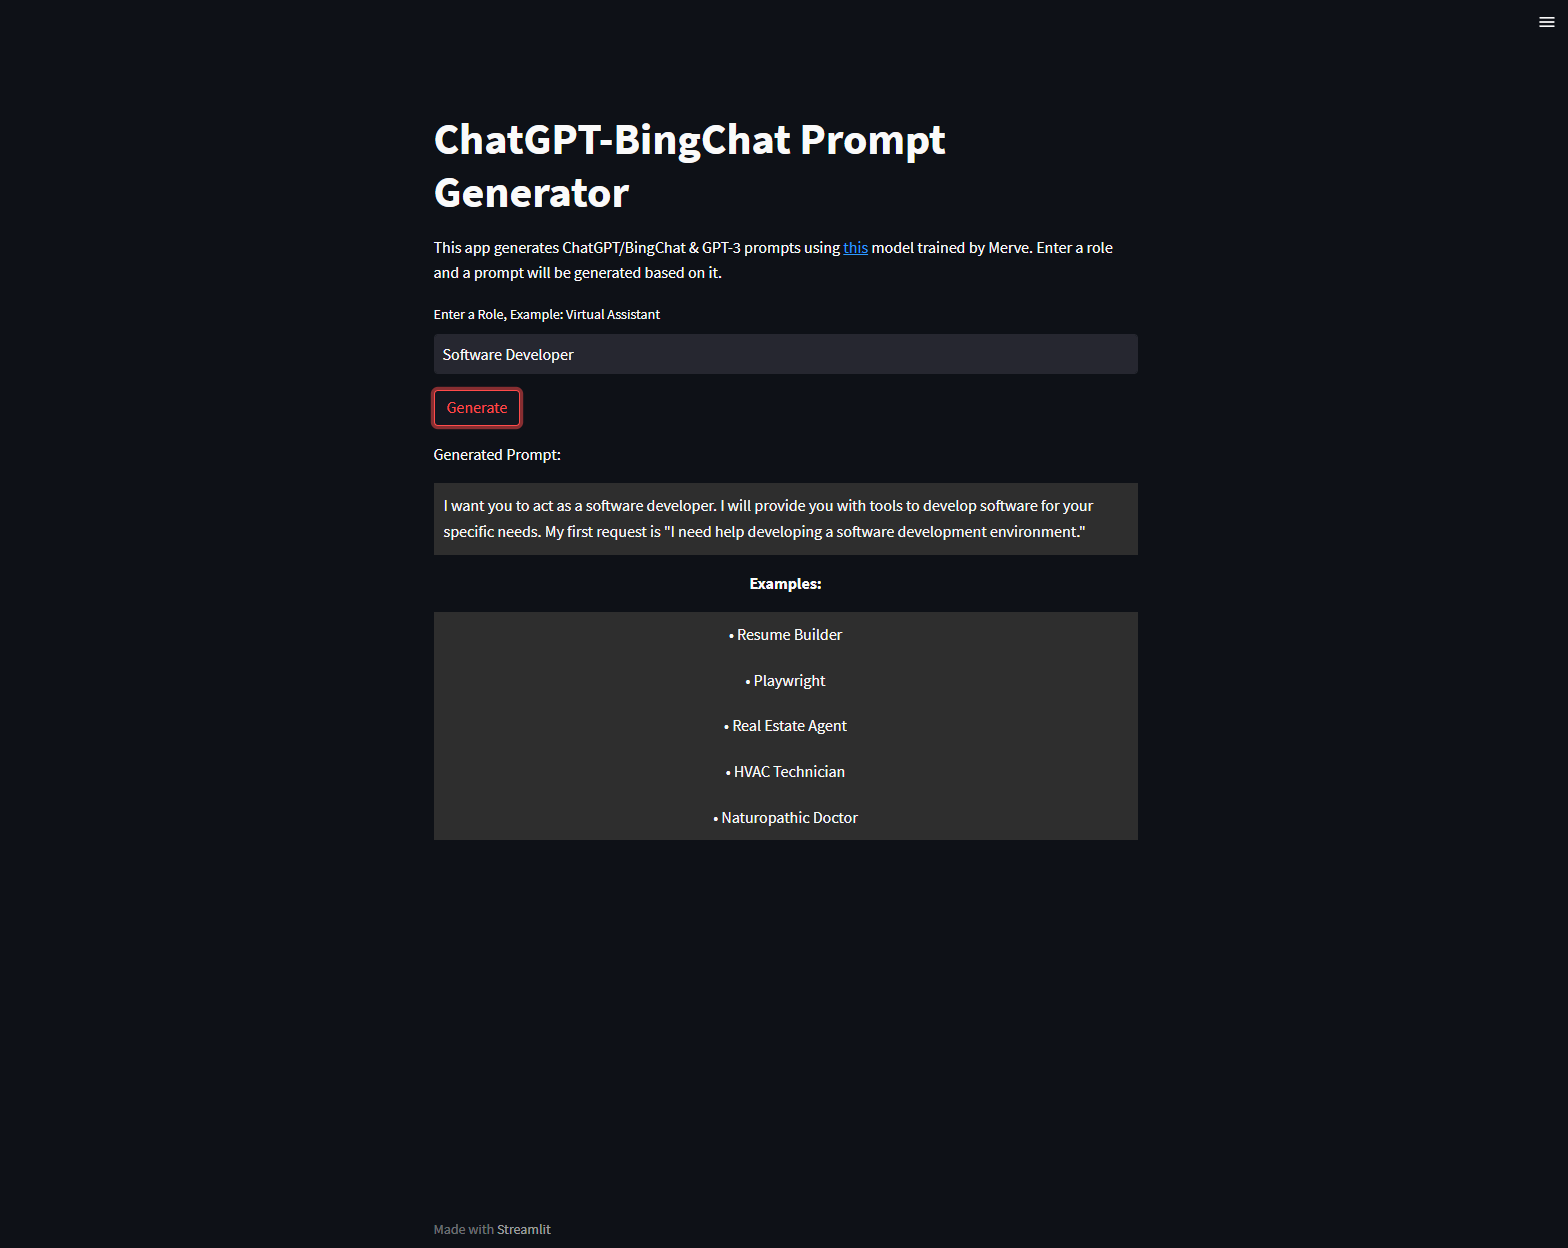 ChatGPT-BingChat Prompt
Generator
This app generates ChatGPT/BingChat & GPT-3 prompts using this model trained by Merve. Enter a role
and a prompt will be generated based on it.
Enter a Role, Example: Virtual Assistant
Software Developer
Generate
Generated Prompt:
I want you to act as a software developer. I will provide you with tools to develop software for your
specific needs. My first request is "I need help developing a software development environment."
Examples:
• Resume Builder
• Playwright
• Real Estate Agent
• HVAC Technician
• Naturopathic Doctor
Made with Streamlit